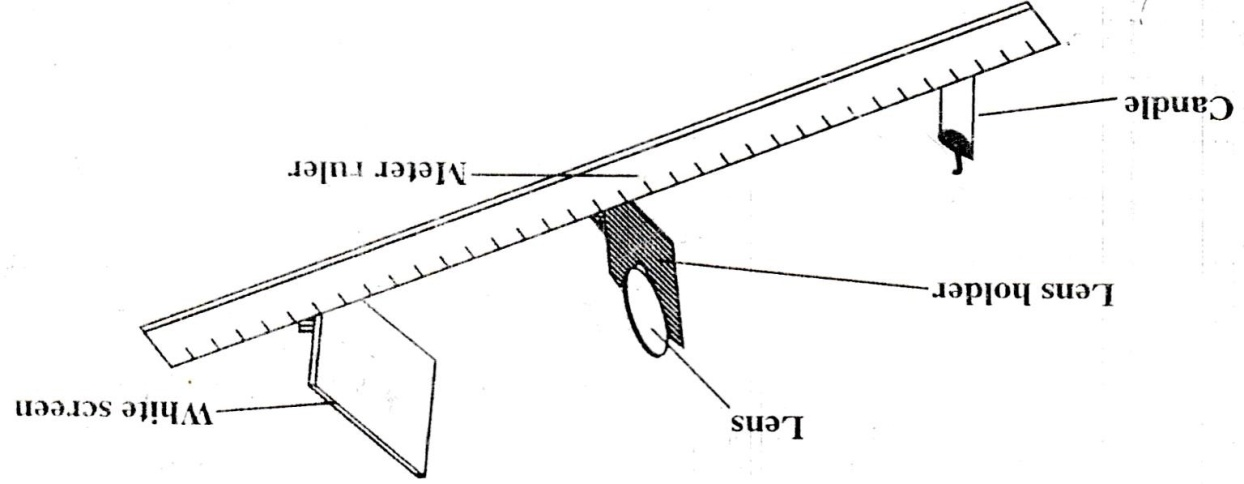 White screen
Lens
Lens holder
Meter ruler
Candle